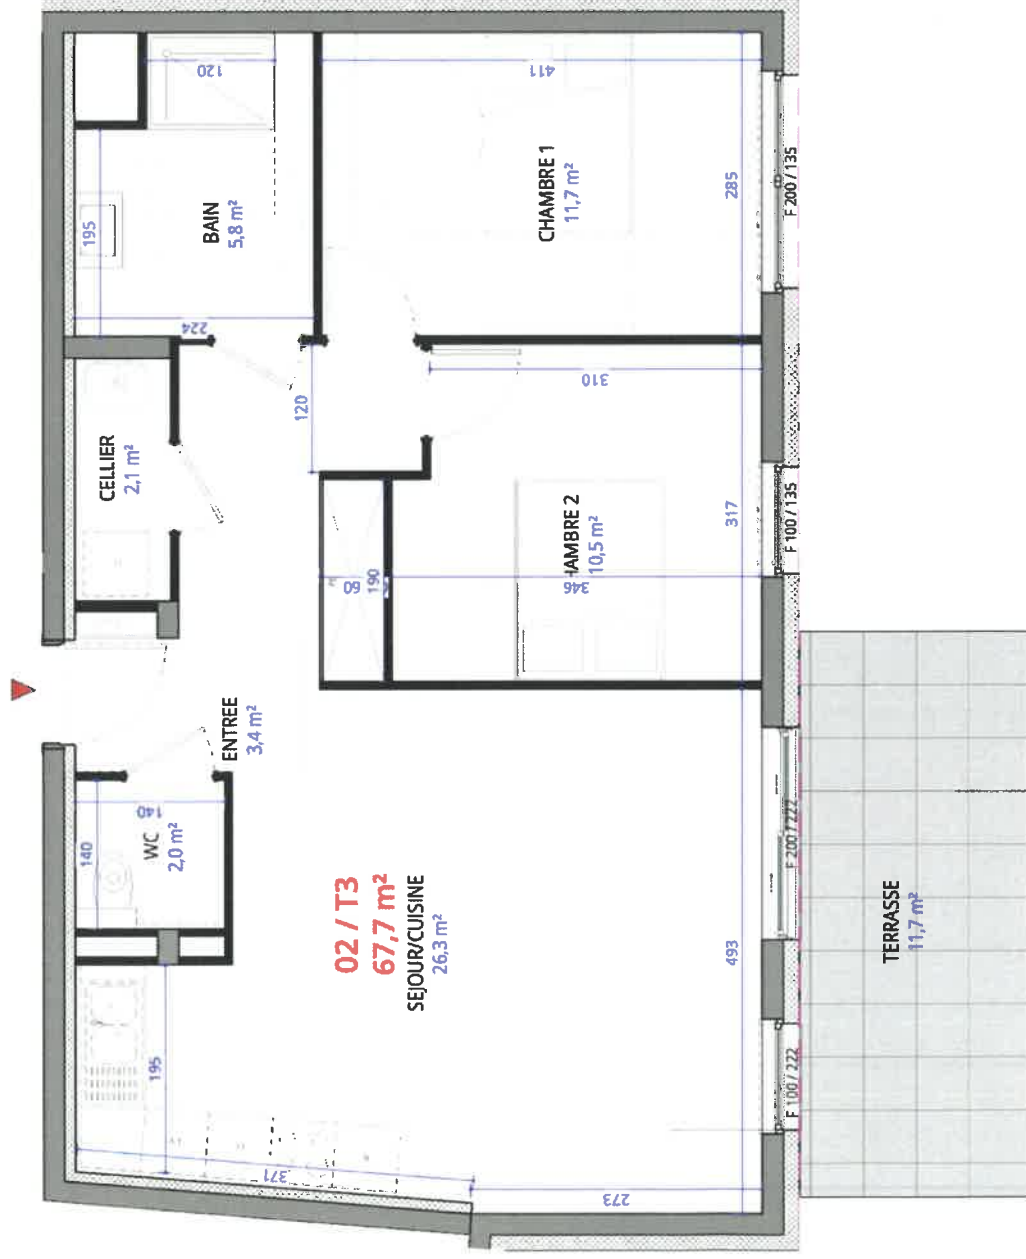 120
411
195
BAIN
5,8 m²
CHAMBRE 1
11,7 m²
285
F 200 / 135
224
CELLIER
2,1 m²
120
310
60
190
HAMBRE 2
10,5 m²
346
317
F 100 / 135
ENTREE
3,4 m²
140
140
WC
2,0 m²
02 / T3
67,7 m²
SEJOUR/CUISINE
26,3 m²
493
F 200 / 222
TERRASSE
11,7 m²
195
371
273
F 100 / 222